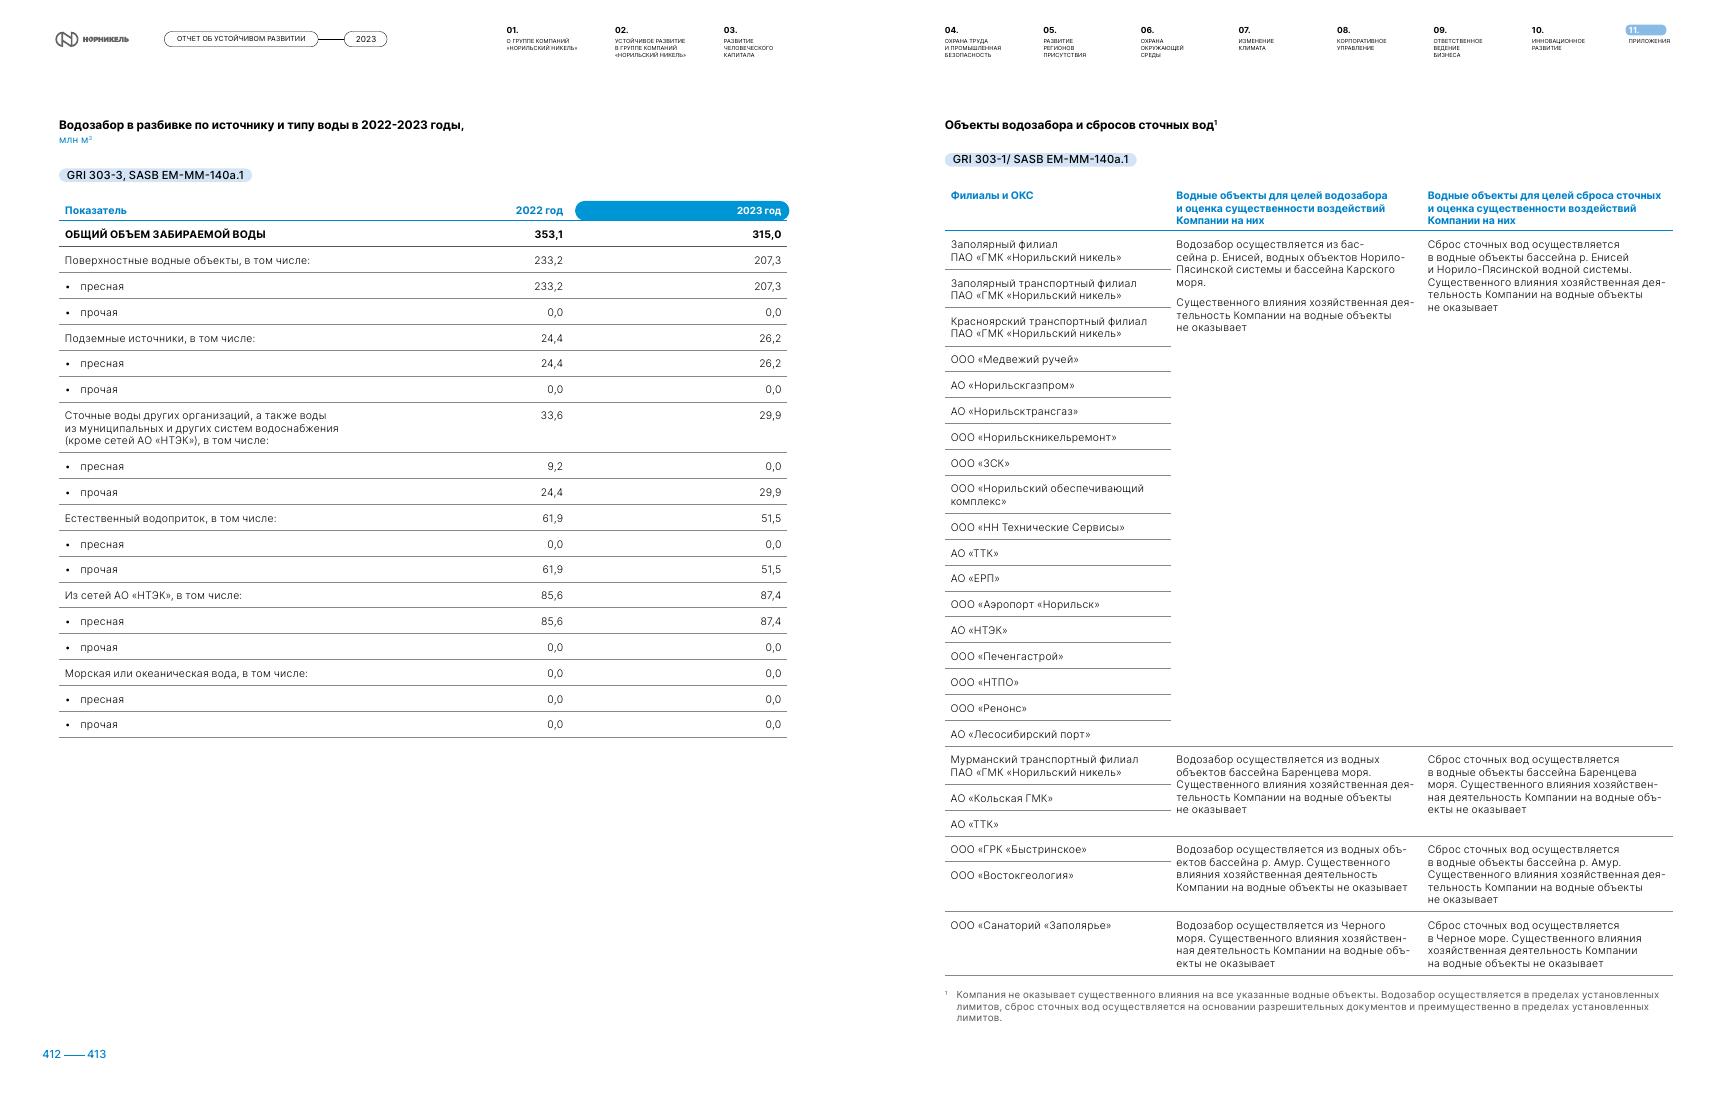 НОРНИКЕЛЬ
ОТЧЕТ ОБ УСТОЙЧИВОМ РАЗВИТИИ
2023
01.
О ГРУППЕ КОМПАНИЙ
«НОРИЛЬСКИЙ НИКЕЛЬ»
02.
УСТОЙЧИВОЕ РАЗВИТИЕ
В ГРУППЕ КОМПАНИЙ
«НОРИЛЬСКИЙ НИКЕЛЬ»
03.
РАЗВИТИЕ
ЧЕЛОВЕЧЕСКОГО
КАПИТАЛА
04.
ОХРАНА ТРУДА
И ПРОМЫШЛЕННАЯ
БЕЗОПАСНОСТЬ
05.
РАЗВИТИЕ
РЕГИОНОВ
ПРИСУТСТВИЯ
06.
ОХРАНА
ОКРУЖАЮЩЕЙ
СРЕДЫ
07.
ИЗМЕНЕНИЕ
КЛИМАТА
08.
КОРПОРАТИВНОЕ
УПРАВЛЕНИЕ
09.
ОТВЕТСТВЕННОЕ
ВЕДЕНИЕ
БИЗНЕСА
10.
ИННОВАЦИОННОЕ
РАЗВИТИЕ
11.
ПРИЛОЖЕНИЯ
Водозабор в разбивке по источнику и типу воды в 2022-2023 годы,
млн м³
GRI 303-3, SASB EM-MM-140a.1
Показатель 2022 год 2023 год
ОБЩИЙ ОБЪЕМ ЗАБИРАЕМОЙ ВОДЫ 353,1 315,0
Поверхностные водные объекты, в том числе: 233,2 207,3
• пресная 233,2 207,3
• прочая 0,0 0,0
Подземные источники, в том числе: 24,4 26,2
• пресная 24,4 26,2
• прочая 0,0 0,0
Сточные воды других организаций, а также воды 33,6 29,9
из муниципальных и других систем водоснабжения
(кроме сетей АО «НТЭК»), в том числе:
• пресная 9,2 0,0
• прочая 24,4 29,9
Естественный водоприток, в том числе: 61,9 51,5
• пресная 0,0 0,0
• прочая 61,9 51,5
Из сетей АО «НТЭК», в том числе: 85,6 87,4
• пресная 85,6 87,4
• прочая 0,0 0,0
Морская или океаническая вода, в том числе: 0,0 0,0
• пресная 0,0 0,0
• прочая 0,0 0,0
Объекты водозабора и сбросов сточных вод¹
GRI 303-1/ SASB EM-MM-140a.1
Филиалы и ОКС
Водные объекты для целей водозабора
и оценка существенности воздействий
Компании на них
Водные объекты для целей сброса сточных
и оценка существенности воздействий
Компании на них
Заполярный филиал
ПАО «ГМК «Норильский никель»
Заполярный транспортный филиал
ПАО «ГМК «Норильский никель»
Красноярский транспортный филиал
ПАО «ГМК «Норильский никель»
ООО «Медвежий ручей»
АО «Норильскгазпром»
АО «Норильсктрансгаз»
ООО «Норильскникельремонт»
ООО «ЗСК»
ООО «Норильский обеспечивающий
комплекс»
ООО «НН Технические Сервисы»
АО «ТТК»
АО «ЕРП»
ООО «Аэропорт «Норильск»
АО «НТЭК»
ООО «Печенгастрой»
ООО «НТПО»
ООО «Ренонс»
АО «Лесосибирский порт»
Водозабор осуществляется из бас-
сейна р. Енисей, водных объектов Норило-
Пясинской системы и бассейна Карского
моря.
Существенного влияния хозяйственная дея-
тельность Компании на водные объекты
не оказывает
Сброс сточных вод осуществляется
в водные объекты бассейна р. Енисей
и Норило-Пясинской водной системы.
Существенного влияния хозяйственная дея-
тельность Компании на водные объекты
не оказывает
Мурманский транспортный филиал
ПАО «ГМК «Норильский никель»
АО «Кольская ГМК»
АО «ТТК»
Водозабор осуществляется из водных
объектов бассейна Баренцева моря.
Существенного влияния хозяйственная дея-
тельность Компании на водные объекты
не оказывает
Сброс сточных вод осуществляется
в водные объекты бассейна Баренцева
моря. Существенного влияния хозяйствен-
ная деятельность Компании на водные объ-
екты не оказывает
ООО «ГРК «Быстринское»
ООО «Востокгеология»
Водозабор осуществляется из водных объ-
ектов бассейна р. Амур. Существенного
влияния хозяйственная деятельность
Компании на водные объекты не оказывает
Сброс сточных вод осуществляется
в водные объекты бассейна р. Амур.
Существенного влияния хозяйственная дея-
тельность Компании на водные объекты
не оказывает
ООО «Санаторий «Заполярье»
Водозабор осуществляется из Черного
моря. Существенного влияния хозяйствен-
ная деятельность Компании на водные объ-
екты не оказывает
Сброс сточных вод осуществляется
в Черное море. Существенного влияния
хозяйственная деятельность Компании
на водные объекты не оказывает
¹ Компания не оказывает существенного влияния на все указанные водные объекты. Водозабор осуществляется в пределах установленных
лимитов, сброс сточных вод осуществляется на основании разрешительных документов и преимущественно в пределах установленных
лимитов.
412 — 413